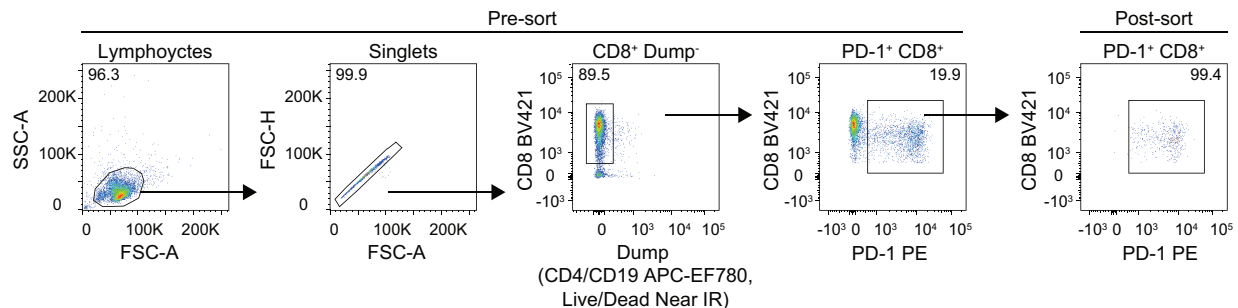 Pre-sort
Post-sort
Lymphoyctes
Singlets
CD8⁺ Dump⁻
PD-1⁺ CD8⁺
PD-1⁺ CD8⁺
96.3
200K
100K
0
SSC-A
0 100K 200K
FSC-A
99.9
200K
100K
0
FSC-H
0 100K 200K
FSC-A
89.5
10⁵
10⁴
10³
0
-10³
CD8 BV421
0 10³ 10⁴ 10⁵
Dump
(CD4/CD19 APC-EF780,
Live/Dead Near IR)
19.9
10⁵
10⁴
10³
0
-10³
CD8 BV421
-10³ 0 10³ 10⁴ 10⁵
PD-1 PE
99.4
10⁵
10⁴
10³
0
-10³
CD8 BV421
-10³ 0 10³ 10⁴ 10⁵
PD-1 PE